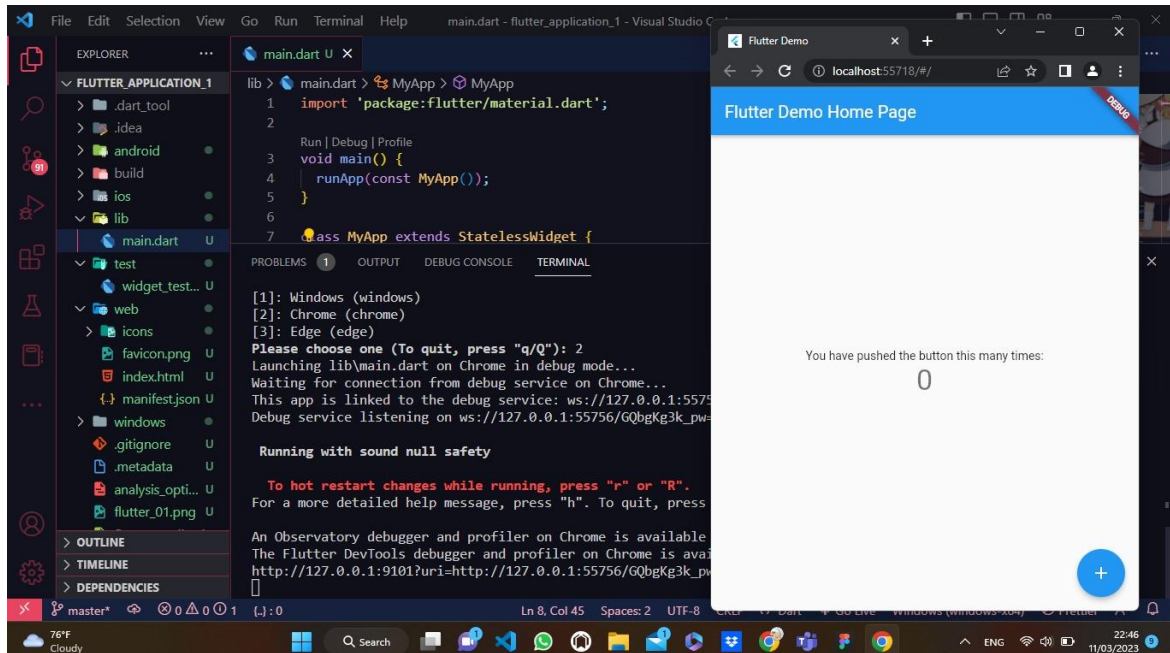 File Edit Selection View Go Run Terminal Help main.dart - flutter_application_1 - Visual Studio
EXPLORER
FLUTTER_APPLICATION_1
.dart_tool
.idea
android
build
ios
lib
main.dart U
test
widget_test... U
web
icons
favicon.png U
index.html U
{..} manifest.json U
windows
.gitignore U
.metadata U
analysis_opti... U
flutter_01.png U
OUTLINE
TIMELINE
DEPENDENCIES
91
main.dart U
lib > main.dart > MyApp > MyApp
1 import 'package:flutter/material.dart';
2
Run | Debug | Profile
3 void main() {
4 runApp(const MyApp());
5 }
6
7 class MyApp extends StatelessWidget {
PROBLEMS 1 OUTPUT DEBUG CONSOLE TERMINAL
[1]: Windows (windows)
[2]: Chrome (chrome)
[3]: Edge (edge)
Please choose one (To quit, press "q/Q"): 2
Launching lib\main.dart on Chrome in debug mode...
Waiting for connection from debug service on Chrome...
This app is linked to the debug service: ws://127.0.0.1:5575
Debug service listening on ws://127.0.0.1:55756/GQbgKg3k_pw=
Running with sound null safety
To hot restart changes while running, press "r" or "R".
For a more detailed help message, press "h". To quit, press
An Observatory debugger and profiler on Chrome is available
The Flutter DevTools debugger and profiler on Chrome is avai
http://127.0.0.1:9101?uri=http://127.0.0.1:55756/GQbgKg3k_pw
Flutter Demo
localhost:55718/#/
Flutter Demo Home Page
DEBUG
You have pushed the button this many times:
0
+
master* 0 0 1 {..} : 0 Ln 8, Col 45 Spaces: 2 UTF-8 CRLF Dart Go Live Windows (windows-x64) Prettier
76°F
Cloudy
Search
ENG
22:46
11/03/2023
9